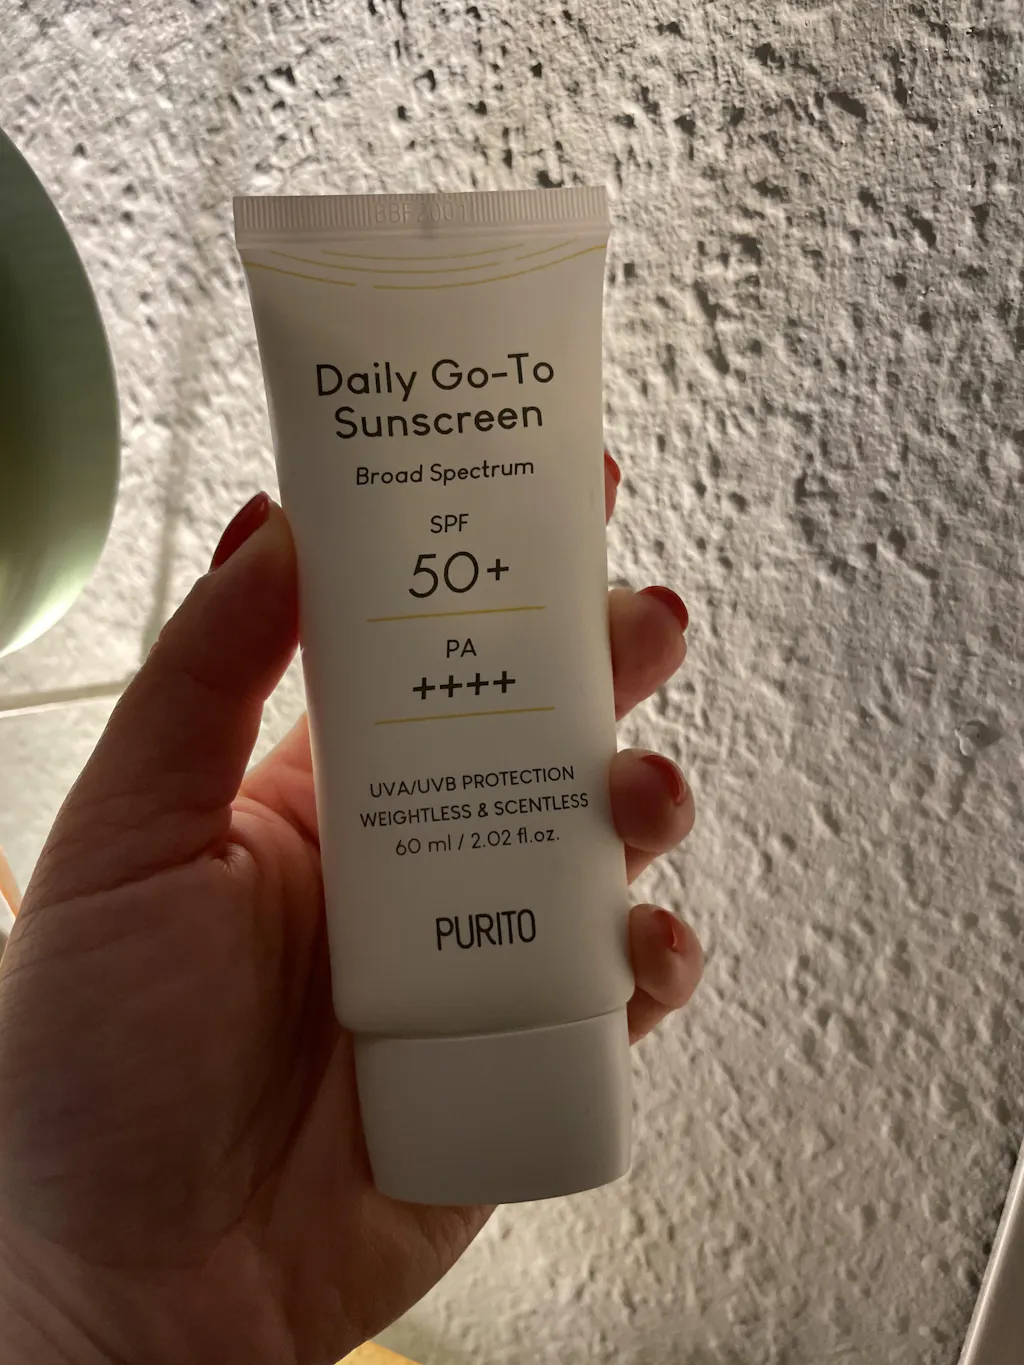 Daily Go-To
Sunscreen
Broad Spectrum
SPF
50+
PA
++++
UVA/UVB PROTECTION
WEIGHTLESS & SCENTLESS
60 ml / 2.02 fl.oz.
PURITO